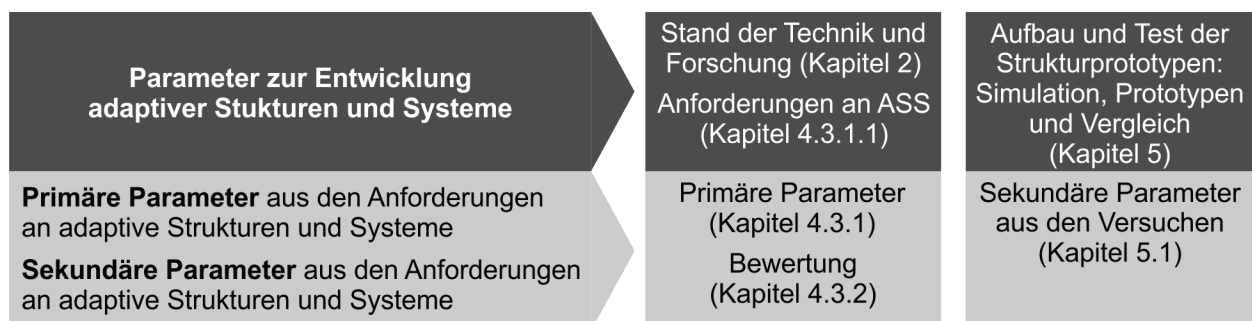 Parameter zur Entwicklung
adaptiver Stukturen und Systeme
Stand der Technik und
Forschung (Kapitel 2)
Anforderungen an ASS
(Kapitel 4.3.1.1)
Aufbau und Test der
Strukturprototypen:
Simulation, Prototypen
und Vergleich
(Kapitel 5)
Primäre Parameter aus den Anforderungen
an adaptive Strukturen und Systeme
Sekundäre Parameter aus den Anforderungen
an adaptive Strukturen und Systeme
Primäre Parameter
(Kapitel 4.3.1)
Bewertung
(Kapitel 4.3.2)
Sekundäre Parameter
aus den Versuchen
(Kapitel 5.1)